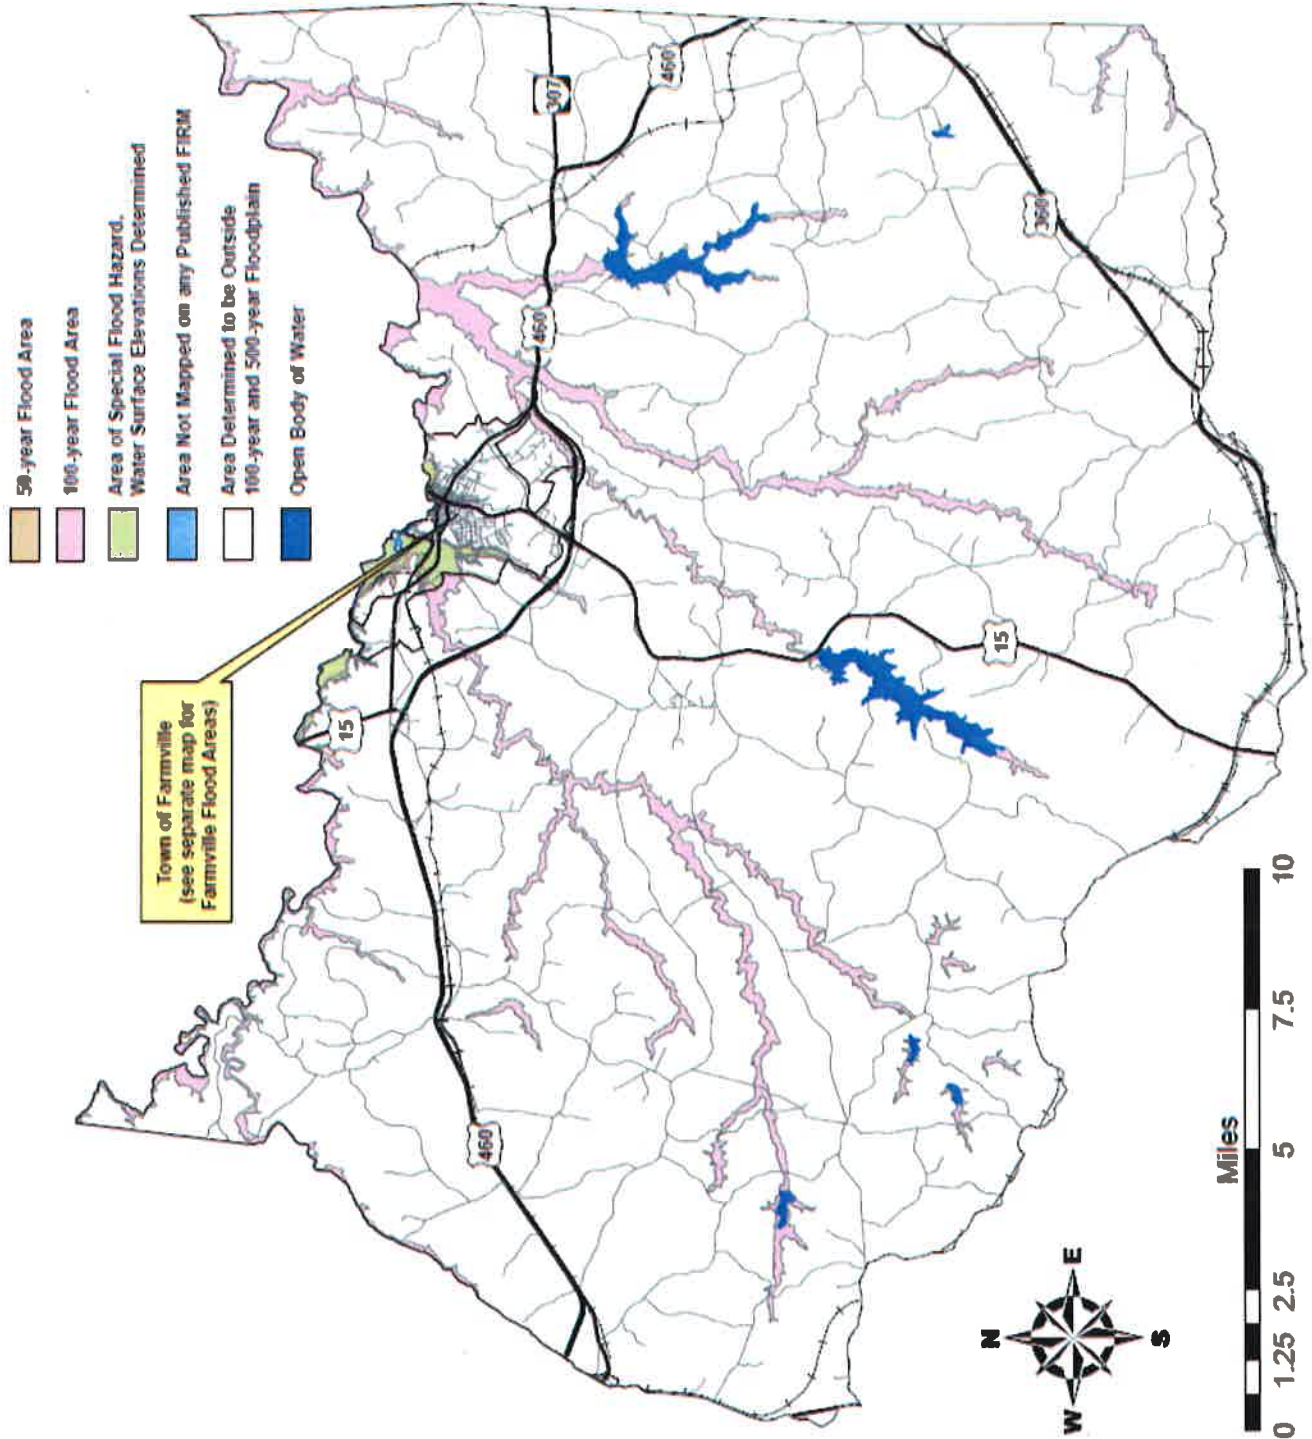 50-year Flood Area
100-year Flood Area
Area of Special Flood Hazard.
Water Surface Elevations Determined
Area Not Mapped on any Published FIRM
Area Determined to be Outside
100-year and 500-year Floodplain
Open Body of Water
Town of Farmville
(see separate map for
Farmville Flood Areas)
15
460
460
307
460
15
360
N
W
E
S
Miles
0 1.25 2.5 5 7.5 10